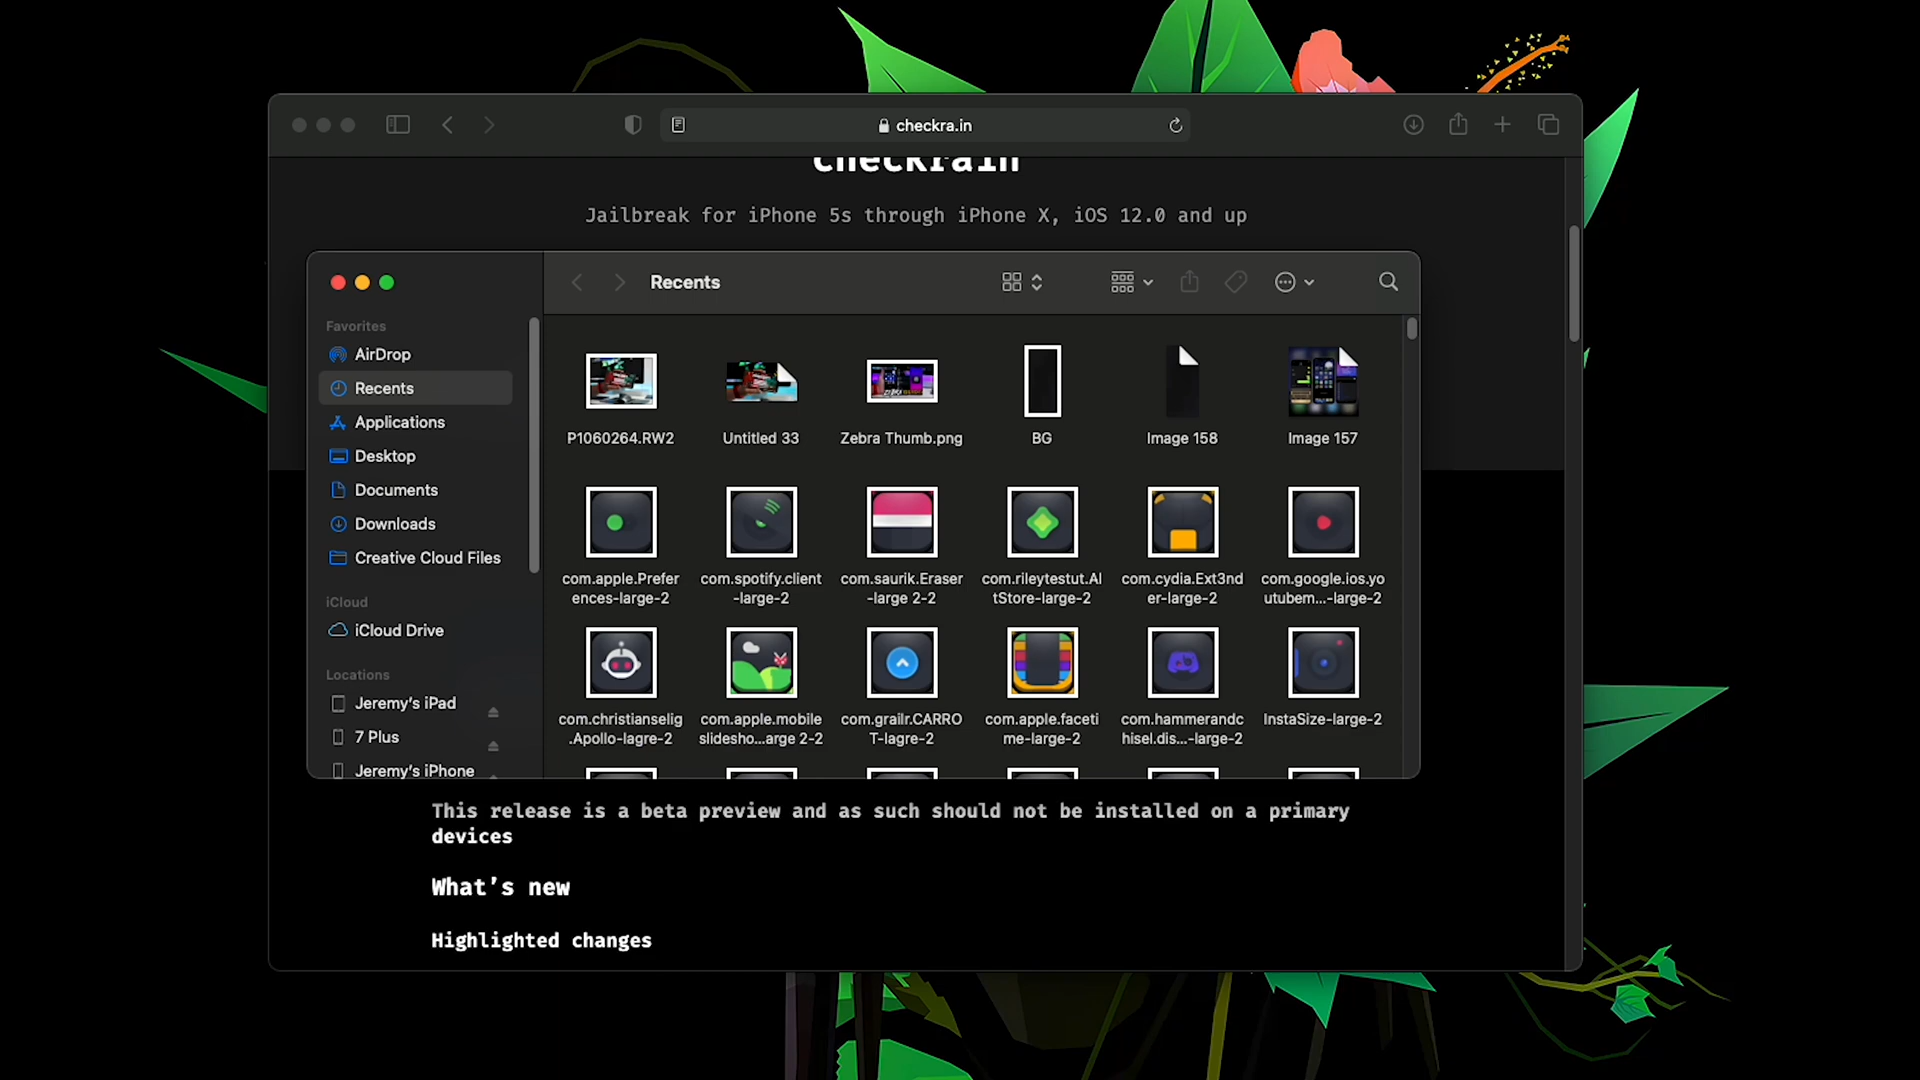 checkra.in
checkra1n
Jailbreak for iPhone 5s through iPhone X, iOS 12.0 and up
Recents
Favorites
AirDrop
Recents
Applications
Desktop
Documents
Downloads
Creative Cloud Files
iCloud
iCloud Drive
Locations
Jeremy’s iPad
7 Plus
Jeremy’s iPhone
P1060264.RW2
Untitled 33
Zebra Thumb.png
BG
Image 158
Image 157
com.apple.Prefer
ences-large-2
com.spotify.client
-large-2
com.saurik.Eraser
-large 2-2
com.rileytestut.Al
tStore-large-2
com.cydia.Ext3nd
er-large-2
com.google.ios.yo
utubem...-large-2
com.christianselig
.Apollo-lagre-2
com.apple.mobile
slidesho...arge 2-2
com.grailr.CARRO
T-lagre-2
com.apple.faceti
me-large-2
com.hammerandc
hisel.dis...-large-2
InstaSize-large-2
This release is a beta preview and as such should not be installed on a primary
devices
What’s new
Highlighted changes